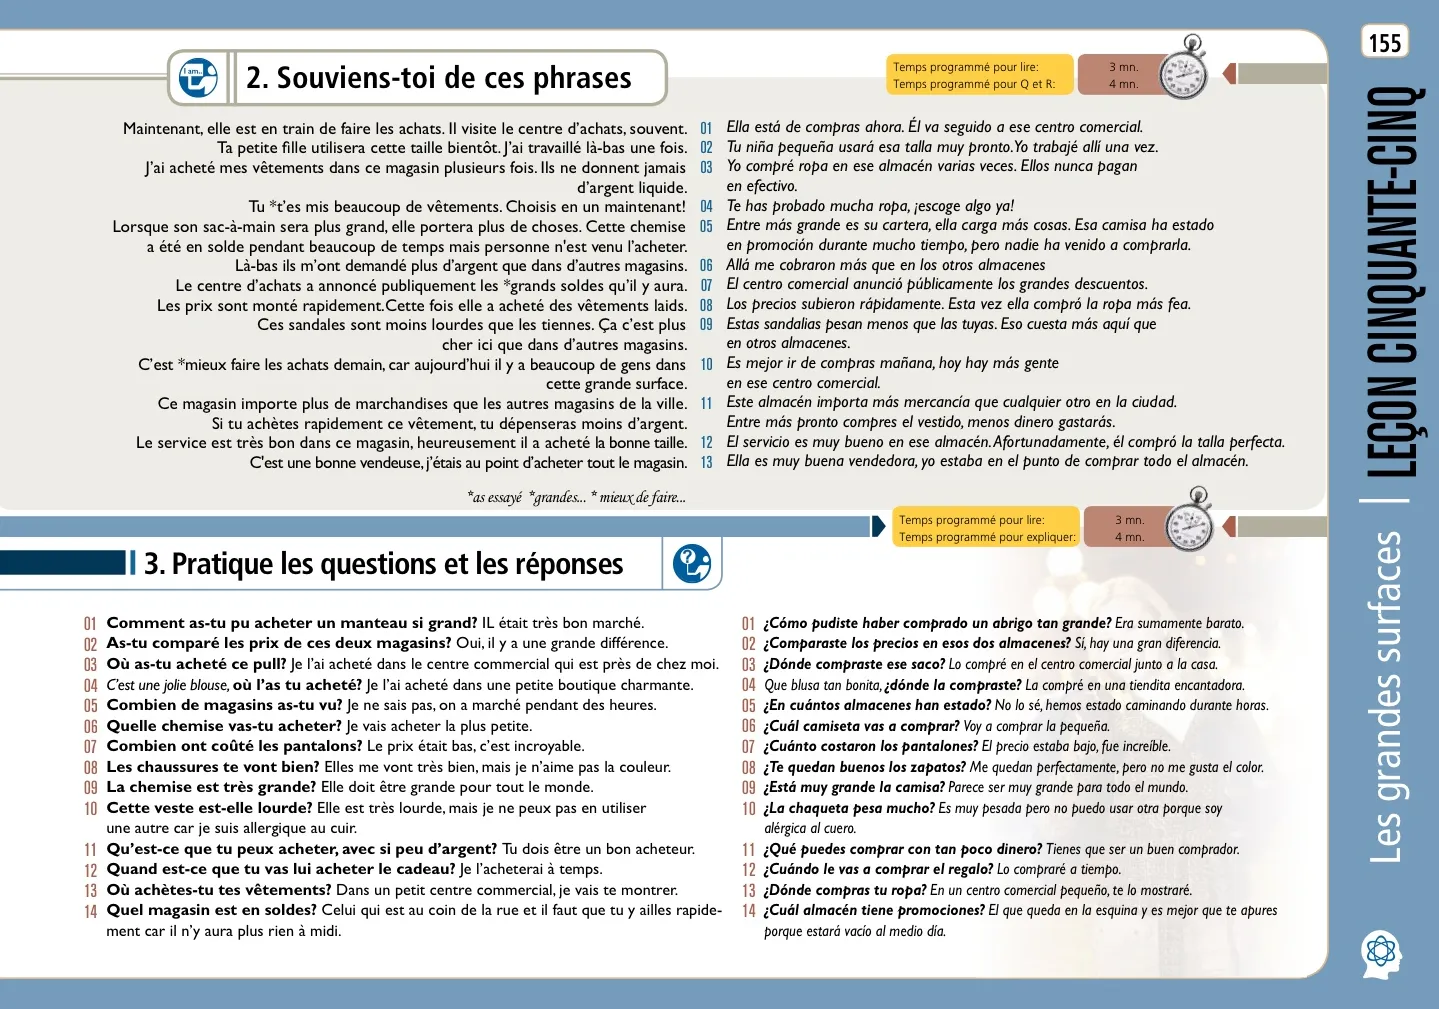 155
I am...
2. Souviens-toi de ces phrases
Temps programmé pour lire: 3 mn.
Temps programmé pour Q et R: 4 mn.
Maintenant, elle est en train de faire les achats. Il visite le centre d'achats, souvent. 01 Ella está de compras ahora. Él va seguido a ese centro comercial.
Ta petite fille utilisera cette taille bientôt. J'ai travaillé là-bas une fois. 02 Tu niña pequeña usará esa talla muy pronto.Yo trabajé allí una vez.
J'ai acheté mes vêtements dans ce magasin plusieurs fois. Ils ne donnent jamais 03 Yo compré ropa en ese almacén varias veces. Ellos nunca pagan
d'argent liquide. en efectivo.
Tu *t'es mis beaucoup de vêtements. Choisis en un maintenant! 04 Te has probado mucha ropa, ¡escoge algo ya!
Lorsque son sac-à-main sera plus grand, elle portera plus de choses. Cette chemise 05 Entre más grande es su cartera, ella carga más cosas. Esa camisa ha estado
a été en solde pendant beaucoup de temps mais personne n'est venu l'acheter. en promoción durante mucho tiempo, pero nadie ha venido a comprarla.
Là-bas ils m'ont demandé plus d'argent que dans d'autres magasins. 06 Allá me cobraron más que en los otros almacenes
Le centre d'achats a annoncé publiquement les *grands soldes qu'il y aura. 07 El centro comercial anunció públicamente los grandes descuentos.
Les prix sont monté rapidement.Cette fois elle a acheté des vêtements laids. 08 Los precios subieron rápidamente. Esta vez ella compró la ropa más fea.
Ces sandales sont moins lourdes que les tiennes. Ça c'est plus 09 Estas sandalias pesan menos que las tuyas. Eso cuesta más aquí que
cher ici que dans d'autres magasins. en otros almacenes.
C'est *mieux faire les achats demain, car aujourd'hui il y a beaucoup de gens dans 10 Es mejor ir de compras mañana, hoy hay más gente
cette grande surface. en ese centro comercial.
Ce magasin importe plus de marchandises que les autres magasins de la ville. 11 Este almacén importa más mercancía que cualquier otro en la ciudad.
Si tu achètes rapidement ce vêtement, tu dépenseras moins d'argent. Entre más pronto compres el vestido, menos dinero gastarás.
Le service est très bon dans ce magasin, heureusement il a acheté la bonne taille. 12 El servicio es muy bueno en ese almacén. Afortunadamente, él compró la talla perfecta.
C'est une bonne vendeuse, j'étais au point d'acheter tout le magasin. 13 Ella es muy buena vendedora, yo estaba en el punto de comprar todo el almacén.
*as essayé *grandes... * mieux de faire...
Temps programmé pour lire: 3 mn.
Temps programmé pour expliquer: 4 mn.
3. Pratique les questions et les réponses
01 Comment as-tu pu acheter un manteau si grand? IL était très bon marché.
02 As-tu comparé les prix de ces deux magasins? Oui, il y a une grande différence.
03 Où as-tu acheté ce pull? Je l'ai acheté dans le centre commercial qui est près de chez moi.
04 C'est une jolie blouse, où l'as tu acheté? Je l'ai acheté dans une petite boutique charmante.
05 Combien de magasins as-tu vu? Je ne sais pas, on a marché pendant des heures.
06 Quelle chemise vas-tu acheter? Je vais acheter la plus petite.
07 Combien ont coûté les pantalons? Le prix était bas, c'est incroyable.
08 Les chaussures te vont bien? Elles me vont très bien, mais je n'aime pas la couleur.
09 La chemise est très grande? Elle doit être grande pour tout le monde.
10 Cette veste est-elle lourde? Elle est très lourde, mais je ne peux pas en utiliser
une autre car je suis allergique au cuir.
11 Qu'est-ce que tu peux acheter, avec si peu d'argent? Tu dois être un bon acheteur.
12 Quand est-ce que tu vas lui acheter le cadeau? Je l'acheterai à temps.
13 Où achètes-tu tes vêtements? Dans un petit centre commercial, je vais te montrer.
14 Quel magasin est en soldes? Celui qui est au coin de la rue et il faut que tu y ailles rapide-
ment car il n'y aura plus rien à midi.
01 ¿Cómo pudiste haber comprado un abrigo tan grande? Era sumamente barato.
02 ¿Comparaste los precios en esos dos almacenes? Sí, hay una gran diferencia.
03 ¿Dónde compraste ese saco? Lo compré en el centro comercial junto a la casa.
04 Que blusa tan bonita, ¿dónde la compraste? La compré en una tiendita encantadora.
05 ¿En cuántos almacenes han estado? No lo sé, hemos estado caminando durante horas.
06 ¿Cuál camiseta vas a comprar? Voy a comprar la pequeña.
07 ¿Cuánto costaron los pantalones? El precio estaba bajo, fue increíble.
08 ¿Te quedan buenos los zapatos? Me quedan perfectamente, pero no me gusta el color.
09 ¿Está muy grande la camisa? Parece ser muy grande para todo el mundo.
10 ¿La chaqueta pesa mucho? Es muy pesada pero no puedo usar otra porque soy
alérgica al cuero.
11 ¿Qué puedes comprar con tan poco dinero? Tienes que ser un buen comprador.
12 ¿Cuándo le vas a comprar el regalo? Lo compraré a tiempo.
13 ¿Dónde compras tu ropa? En un centro comercial pequeño, te lo mostraré.
14 ¿Cuál almacén tiene promociones? El que queda en la esquina y es mejor que te apures
porque estará vacío al medio día.
Les grandes surfaces | LEÇON CINQUANTE-CINQ